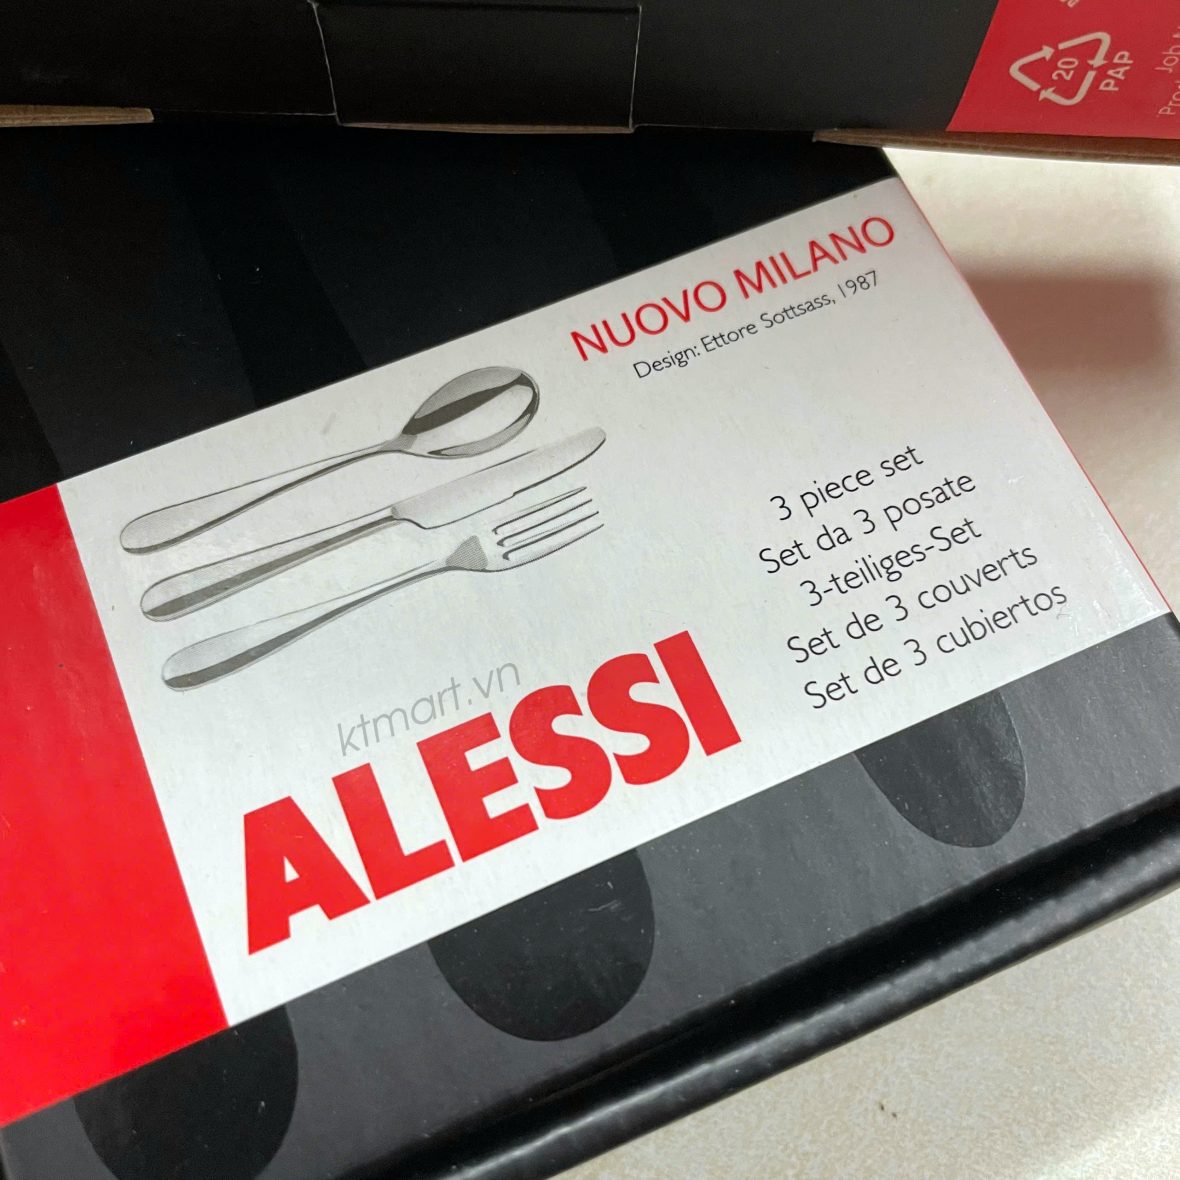 20
PAP
NUOVO MILANO
Design: Ettore Sottsass, 1987
3 piece set
Set da 3 posate
3-teiliges-Set
Set de 3 couverts
Set de 3 cubiertos
ktmart.vn
ALESSI